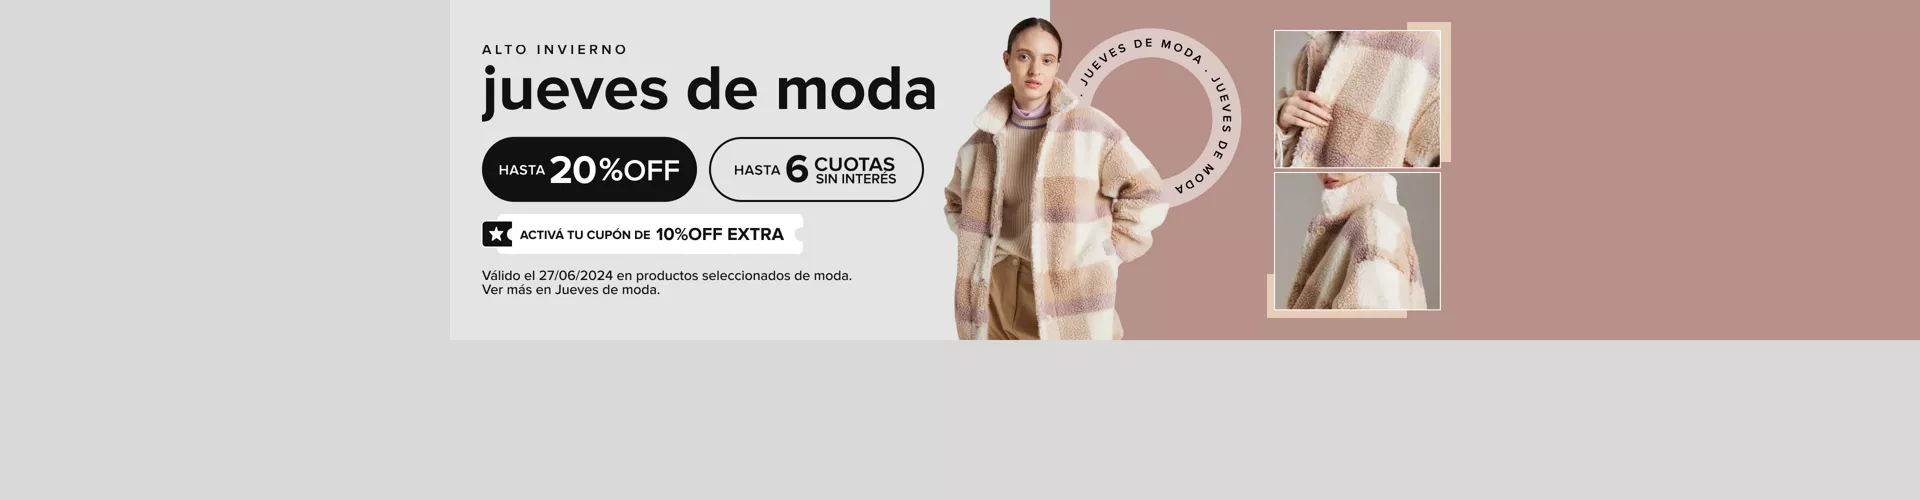 ALTO INVIERNO
jueves de moda
HASTA 20%OFF
HASTA 6 CUOTAS SIN INTERÉS
ACTIVÁ TU CUPÓN DE 10%OFF EXTRA
Válido el 27/06/2024 en productos seleccionados de moda.
Ver más en Jueves de moda.
· JUEVES DE MODA · JUEVES DE MODA